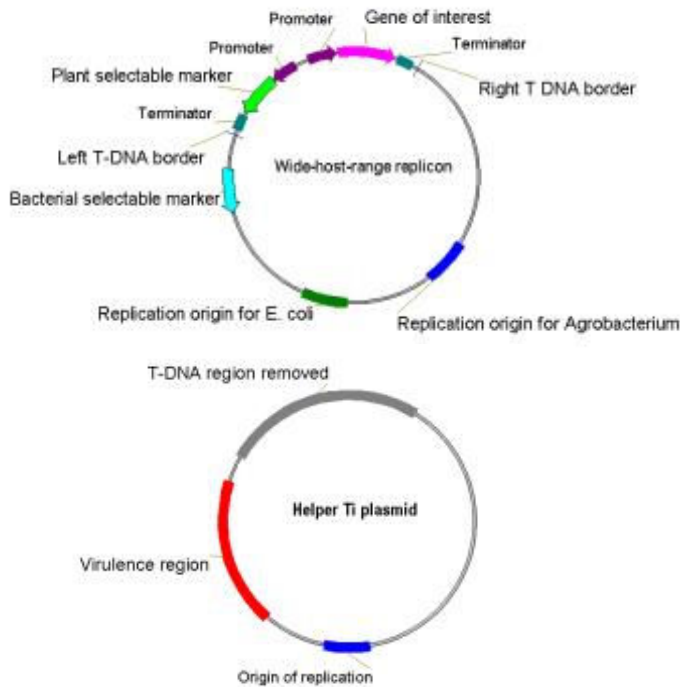 Promoter
Gene of interest
Promoter
Terminator
Plant selectable marker
Right T DNA border
Terminator
Left T-DNA border
Wide-host-range replicon
Bacterial selectable marker
Replication origin for E. coli
Replication origin for Agrobacterium
T-DNA region removed
Helper Ti plasmid
Virulence region
Origin of replication